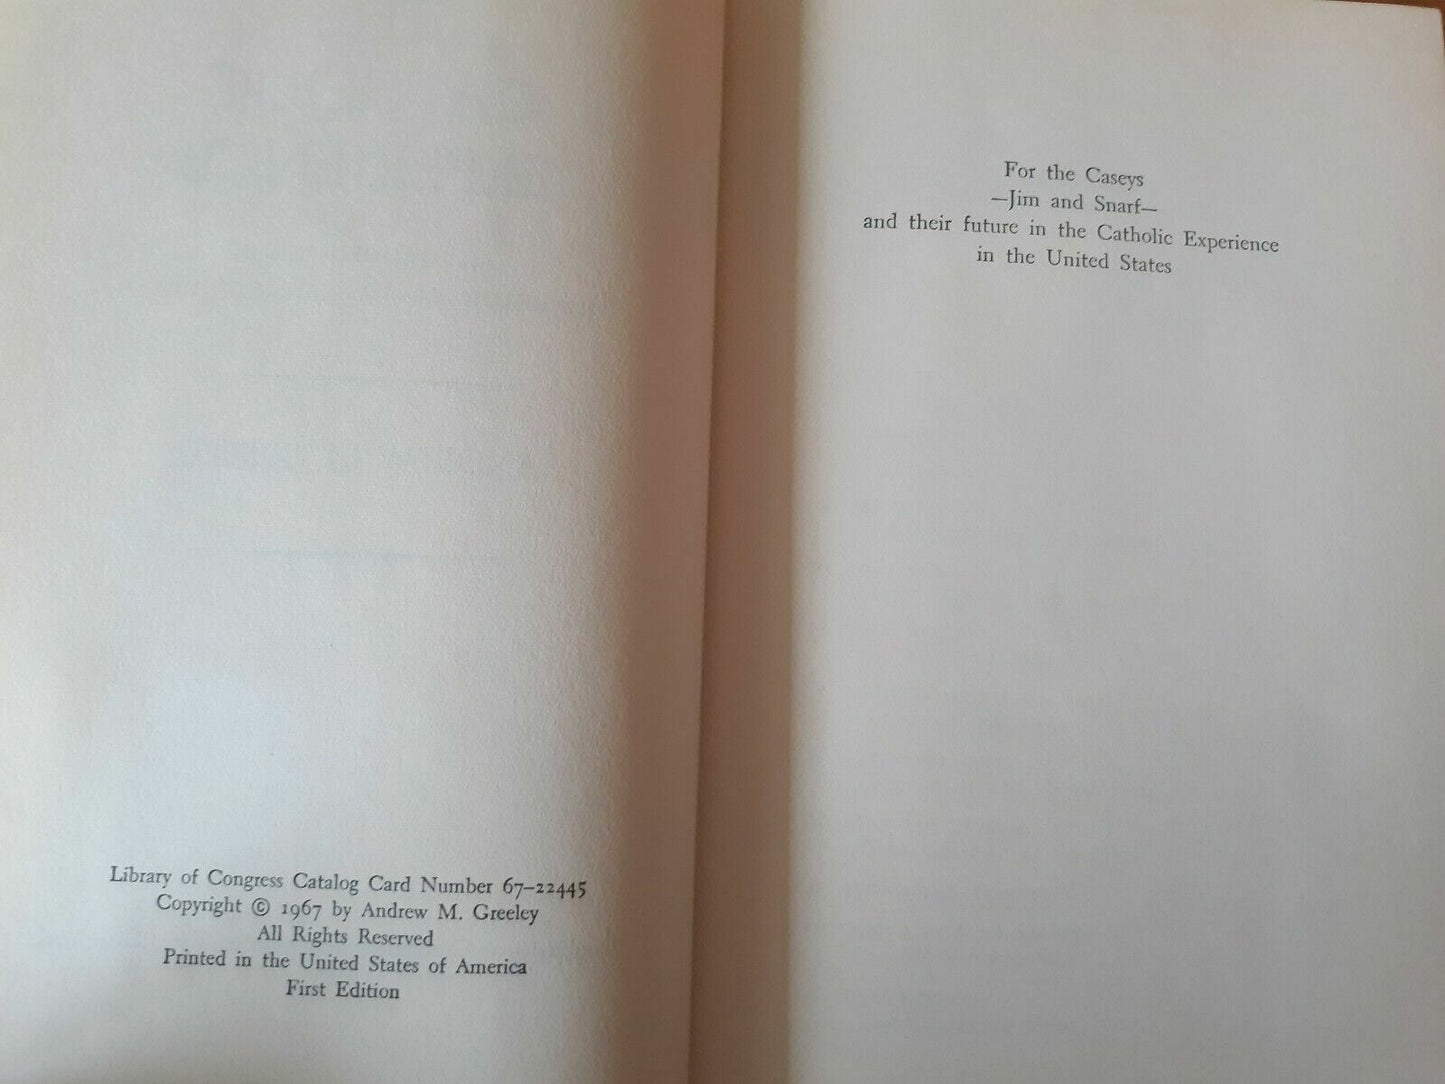 Library of Congress Catalog Card Number 67–22445
Copyright © 1967 by Andrew M. Greeley
All Rights Reserved
Printed in the United States of America
First Edition
For the Caseys
—Jim and Snarf—
and their future in the Catholic Experience
in the United States